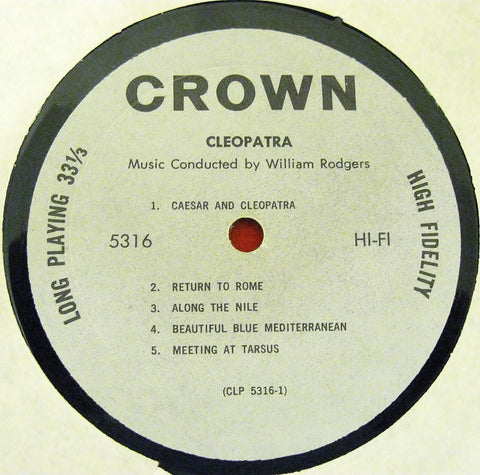 CROWN
CLEOPATRA
Music Conducted by William Rodgers
LONG PLAYING 33⅓
HIGH FIDELITY
1. CAESAR AND CLEOPATRA
5316
HI-FI
2. RETURN TO ROME
3. ALONG THE NILE
4. BEAUTIFUL BLUE MEDITERRANEAN
5. MEETING AT TARSUS
(CLP 5316-1)